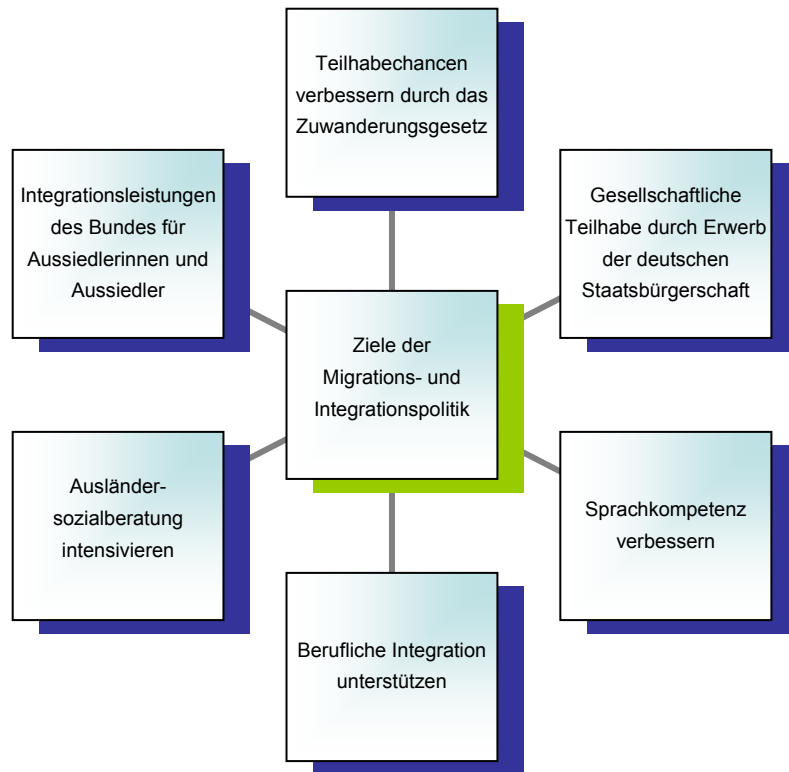 Teilhabechancen
verbessern durch das
Zuwanderungsgesetz
Integrationsleistungen
des Bundes für
Aussiedlerinnen und
Aussiedler
Gesellschaftliche
Teilhabe durch Erwerb
der deutschen
Staatsbürgerschaft
Ziele der
Migrations- und
Integrationspolitik
Ausländer-
sozialberatung
intensivieren
Sprachkompetenz
verbessern
Berufliche Integration
unterstützen